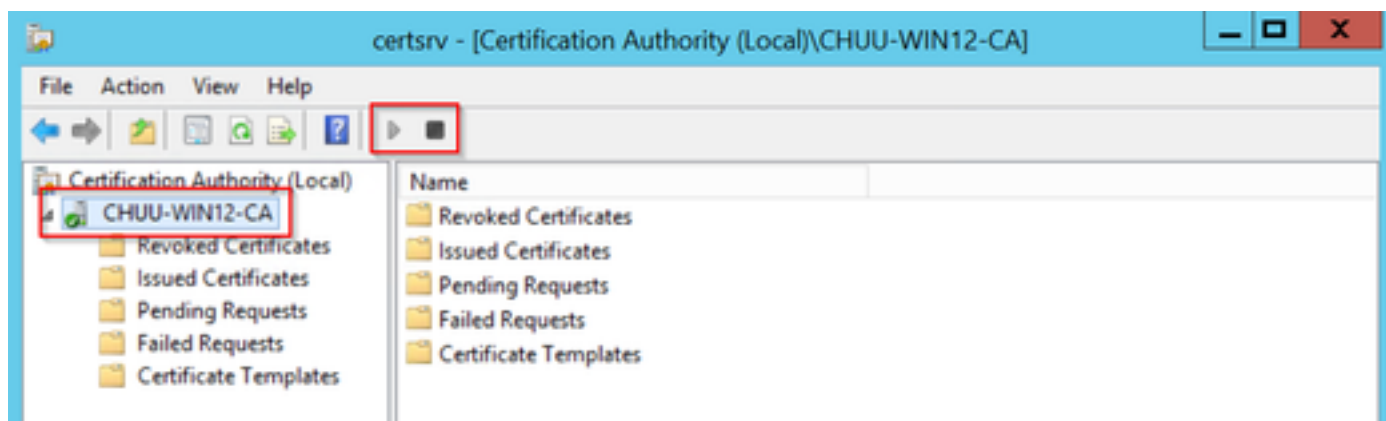 certsrv - [Certification Authority (Local)\CHUU-WIN12-CA]
X
File Action View Help
?
Certification Authority (Local)
CHUU-WIN12-CA
Revoked Certificates
Issued Certificates
Pending Requests
Failed Requests
Certificate Templates
Name
Revoked Certificates
Issued Certificates
Pending Requests
Failed Requests
Certificate Templates